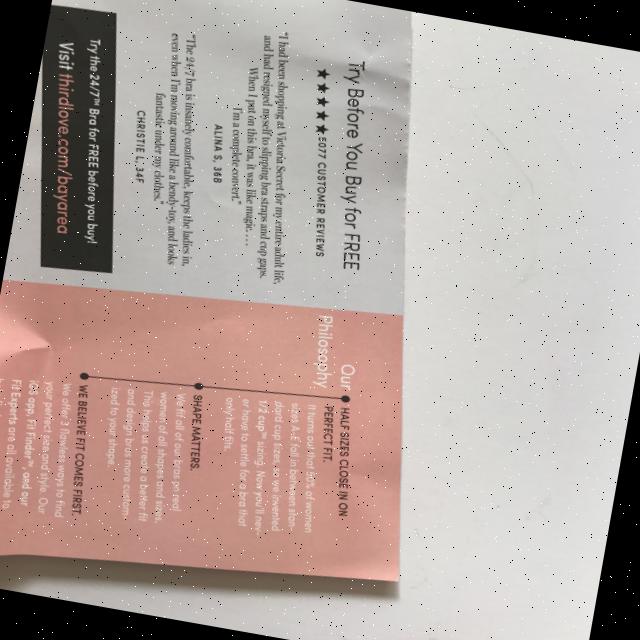 Try Before You Buy for FREE
★★★★★ 5077 CUSTOMER REVIEWS
"I had been shopping at Victoria Secret for my entire adult life,
and had resigned myself to slipping bra straps and cup gaps.
When I put on this bra, it was like magic. . . .
I'm a complete convert."
ALINA S, 36B
"The 24/7 bra is insanely comfortable, keeps the ladies in,
even when I'm moving around like a bendy-toy, and looks
fantastic under my clothes."
CHRISTIE L, 34F
Try the 24/7™ Bra for FREE before you buy!
Visit thirdlove.com/bayarea
Our
Philosophy
HALF SIZES CLOSE IN ON
PERFECT FIT.
It turns out that of women
sizes A-E fall in between stan-
dard cup sizes, so we invented
1/2 cup™ sizing. Now you'll nev-
er have to settle for a bra that
only half fits.
SHAPE MATTERS.
We fit all of our bras on real
women of all shapes and sizes.
This helps us create a better fit
and design bras more custom-
ized to your shape.
WE BELIEVE FIT COMES FIRST.
We offer 3 flawless ways to find
your perfect size and style. Our
iOS app, Fit Finder™, and our
Fit Experts are all available to